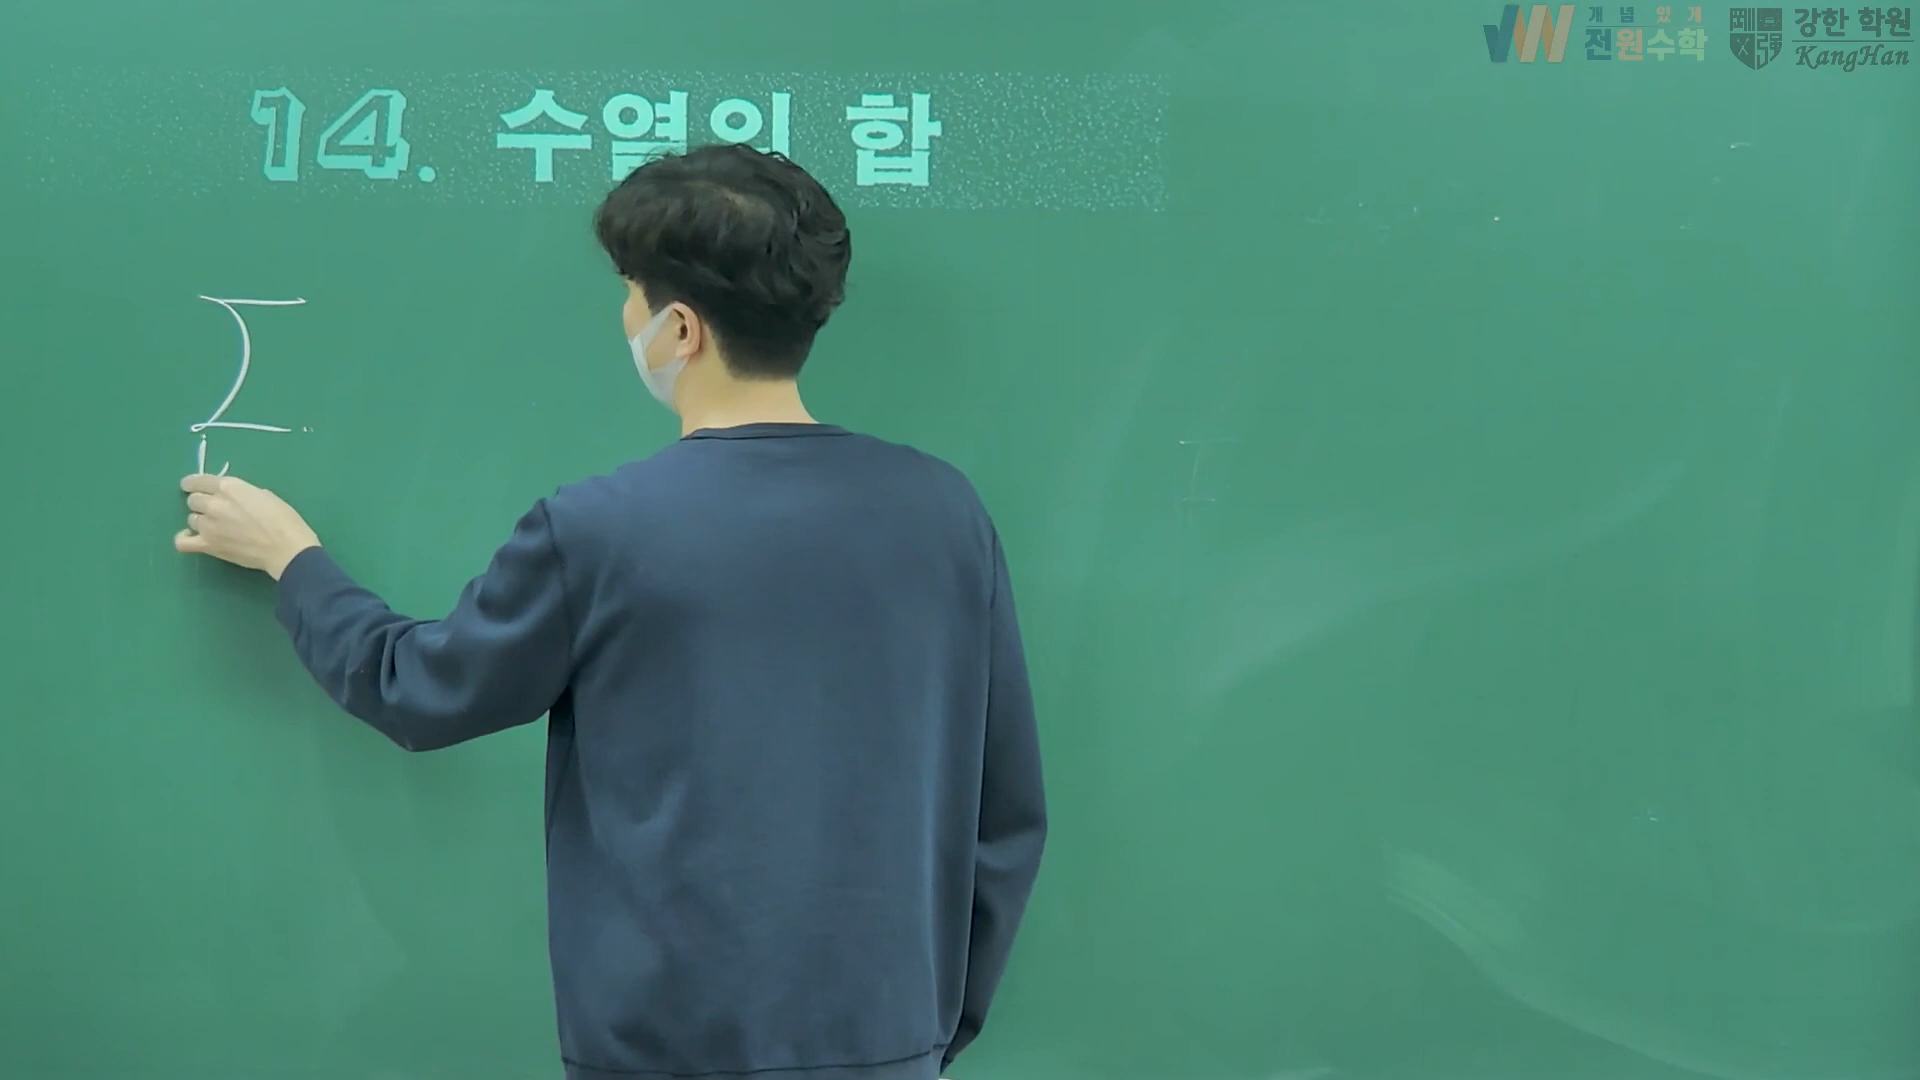 개념 있게
전원수학
강한 학원
KangHan
14. 수열의 합
Σ
k